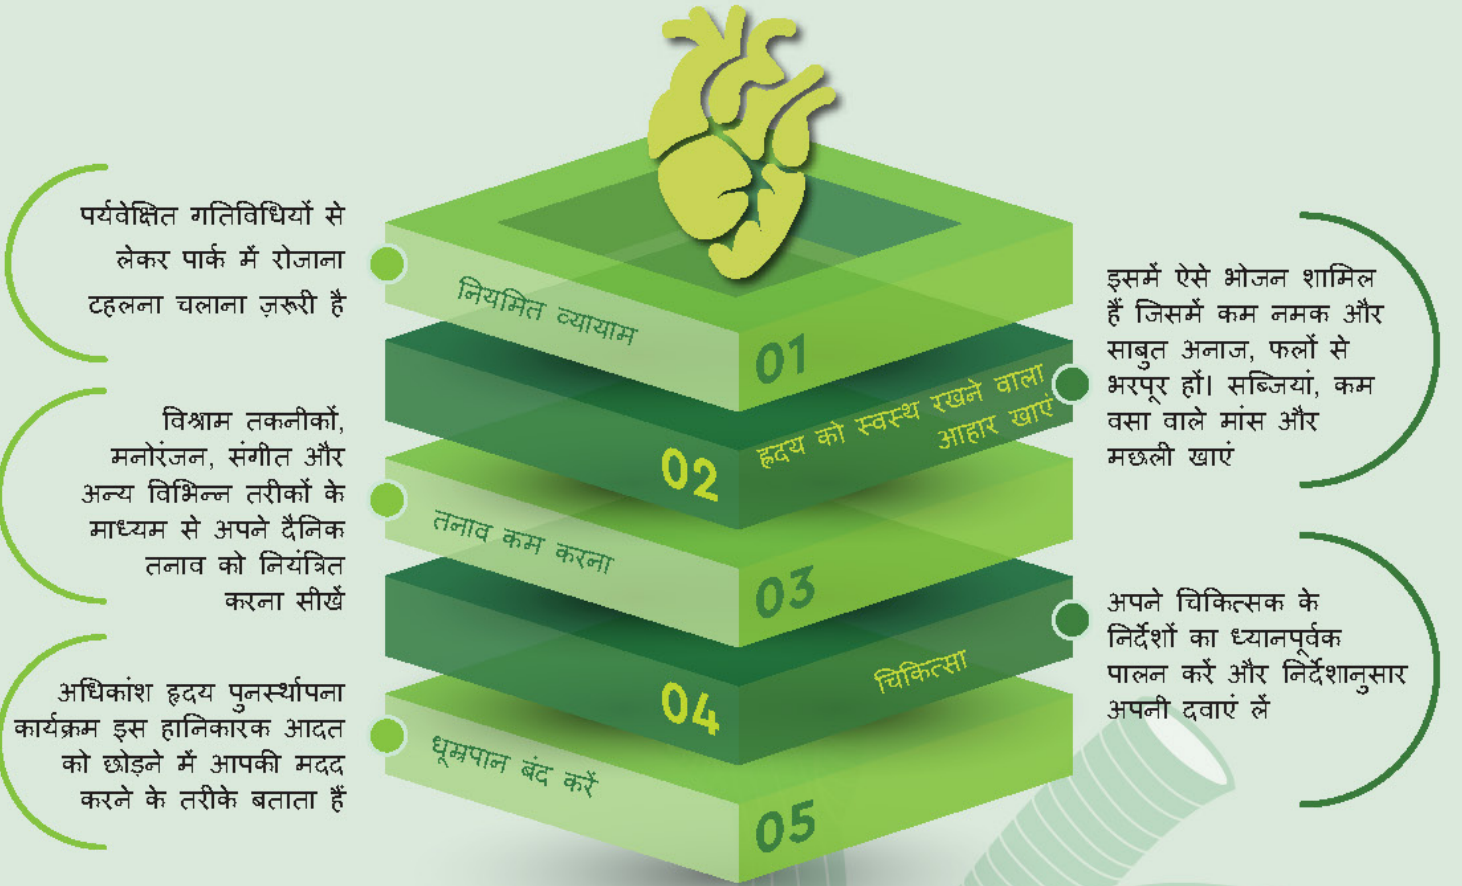 पर्यवेक्षित गतिविधियों से
लेकर पार्क में रोजाना
टहलना चलाना ज़रूरी है
नियमित व्यायाम
01
इसमें ऐसे भोजन शामिल
हैं जिसमें कम नमक और
साबुत अनाज, फलों से
भरपूर हों। सब्जियां, कम
वसा वाले मांस और
मछली खाएं
हृदय को स्वस्थ रखने वाला
आहार खाएं
02
विश्राम तकनीकों,
मनोरंजन, संगीत और
अन्य विभिन्न तरीकों के
माध्यम से अपने दैनिक
तनाव को नियंत्रित
करना सीखें
तनाव कम करना
03
अपने चिकित्सक के
निर्देशों का ध्यानपूर्वक
पालन करें और निर्देशानुसार
अपनी दवाएं लें
चिकित्सा
04
अधिकांश हृदय पुनर्स्थापना
कार्यक्रम इस हानिकारक आदत
को छोड़ने में आपकी मदद
करने के तरीके बताता हैं
धूम्रपान बंद करें
05